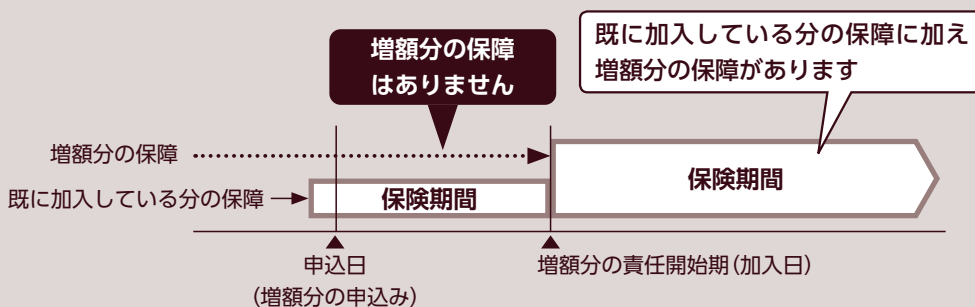 増額分の保障
はありません
既に加入している分の保障に加え
増額分の保障があります
増額分の保障
既に加入している分の保障
保険期間
保険期間
申込日
(増額分の申込み)
増額分の責任開始期(加入日)